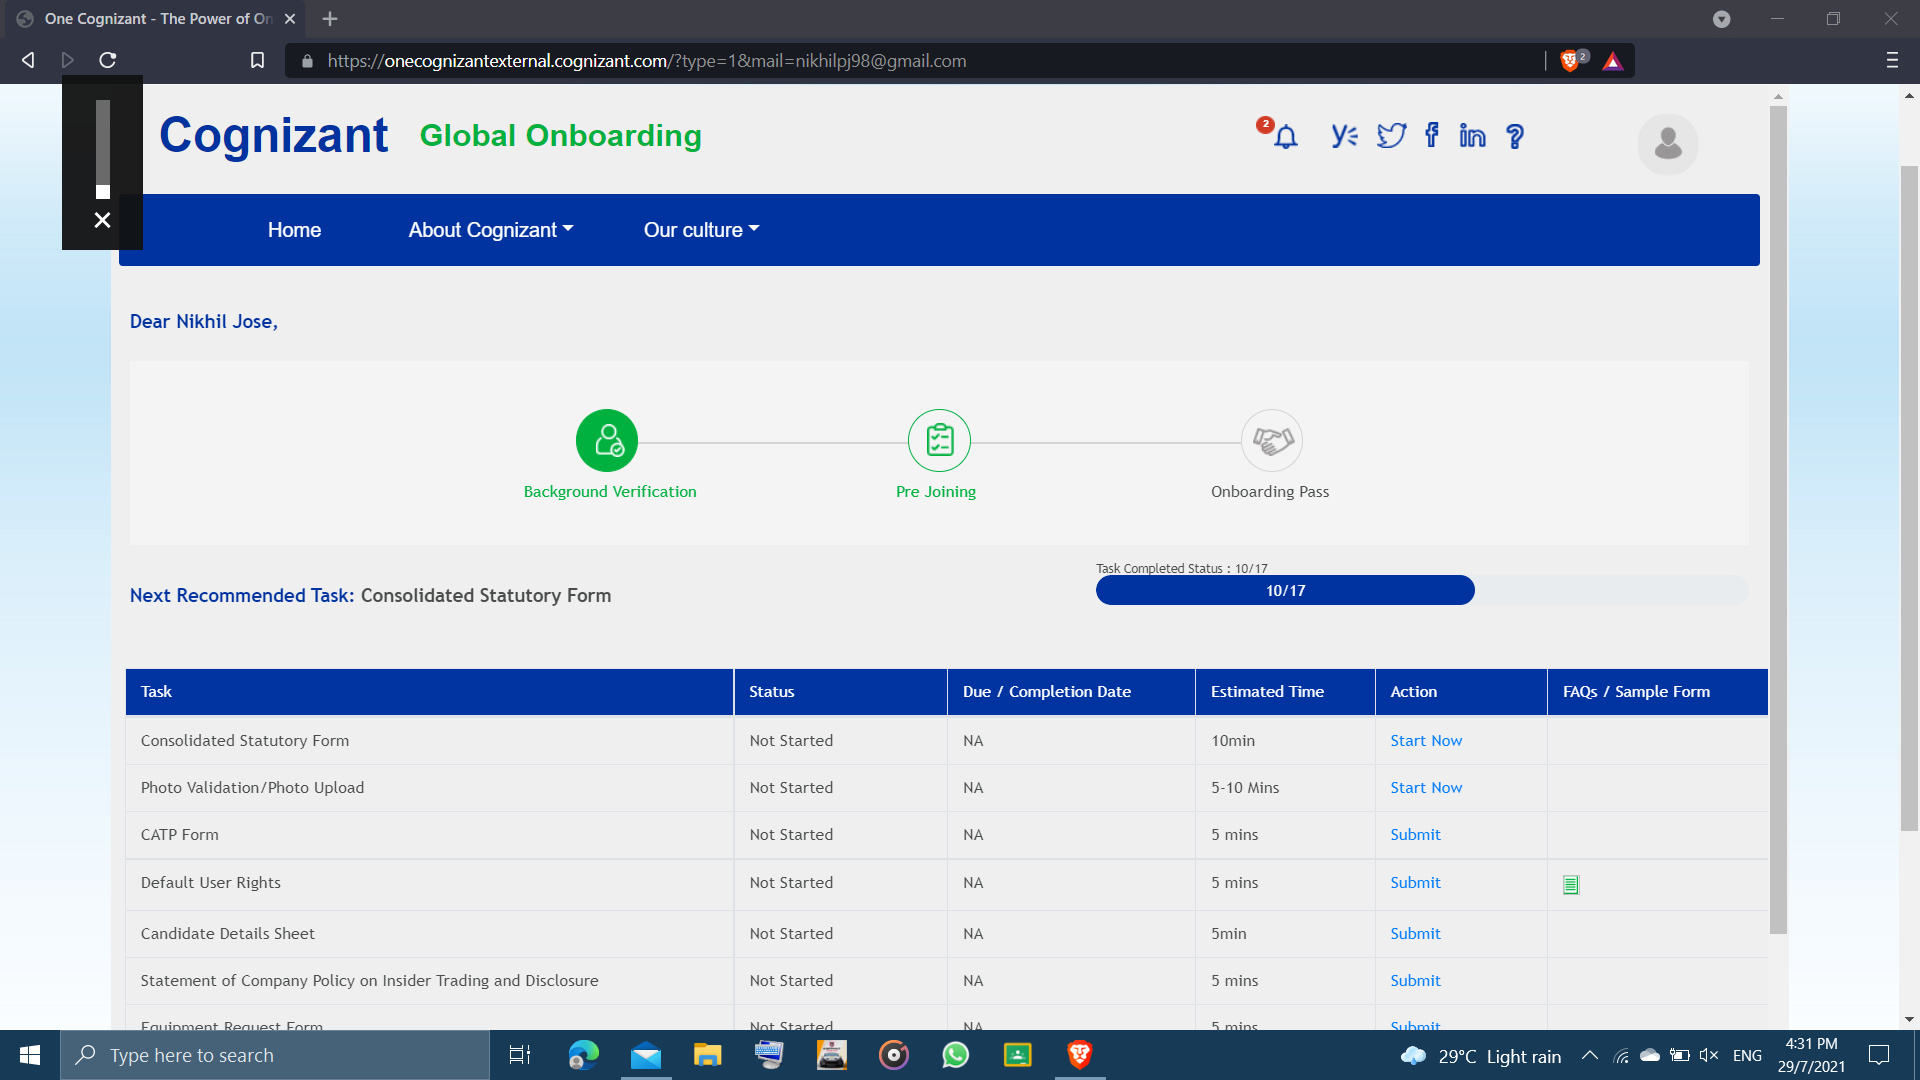 One Cognizant - The Power of On
https://onecognizantexternal.cognizant.com/?type=1&mail=nikhilpj98@gmail.com
2
Cognizant Global Onboarding
2
Home About Cognizant Our culture
Dear Nikhil Jose,
Background Verification Pre Joining Onboarding Pass
Task Completed Status : 10/17
10/17
Next Recommended Task: Consolidated Statutory Form
Task Status Due / Completion Date Estimated Time Action FAQs / Sample Form
Consolidated Statutory Form Not Started NA 10min Start Now
Photo Validation/Photo Upload Not Started NA 5-10 Mins Start Now
CATP Form Not Started NA 5 mins Submit
Default User Rights Not Started NA 5 mins Submit
Candidate Details Sheet Not Started NA 5min Submit
Statement of Company Policy on Insider Trading and Disclosure Not Started NA 5 mins Submit
Equipment Request Form Not Started NA 5 mins Submit
Type here to search
29°C Light rain
ENG
4:31 PM
29/7/2021